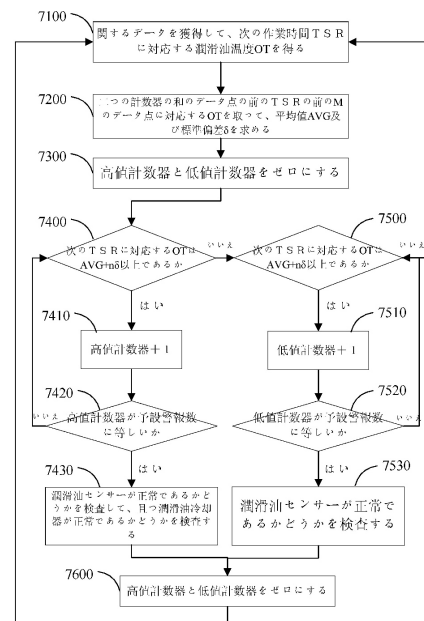 7100
関するデータを獲得して、次の作業時間TSR
に対応する潤滑油温度OTを得る
7200
二つの計数器の和のデータ点の前のTSRの前のM
のデータ点に対応するOTを取って、平均値AVG及
び標準偏差δを求める
7300
高値計数器と低値計数器をゼロにする
7400
次のTSRに対応するOTは
AVG+nδ以上であるか
いいえ
はい
7500
次のTSRに対応するOTは
AVG+nδ以上であるか
いいえ
はい
7410
高値計数器+1
7510
低値計数器+1
7420
いいえ
高値計数器が予設警報数
に等しいか
はい
7520
低値計数器が予設警報数
に等しいか
いいえ
はい
7430
潤滑油センサーが正常であるかど
うかを検査して、且つ潤滑油冷却
器が正常であるかどうかを検査す
る
7530
潤滑油センサーが正常で
あるかどうかを検査する
7600
高値計数器と低値計数器をゼロにする